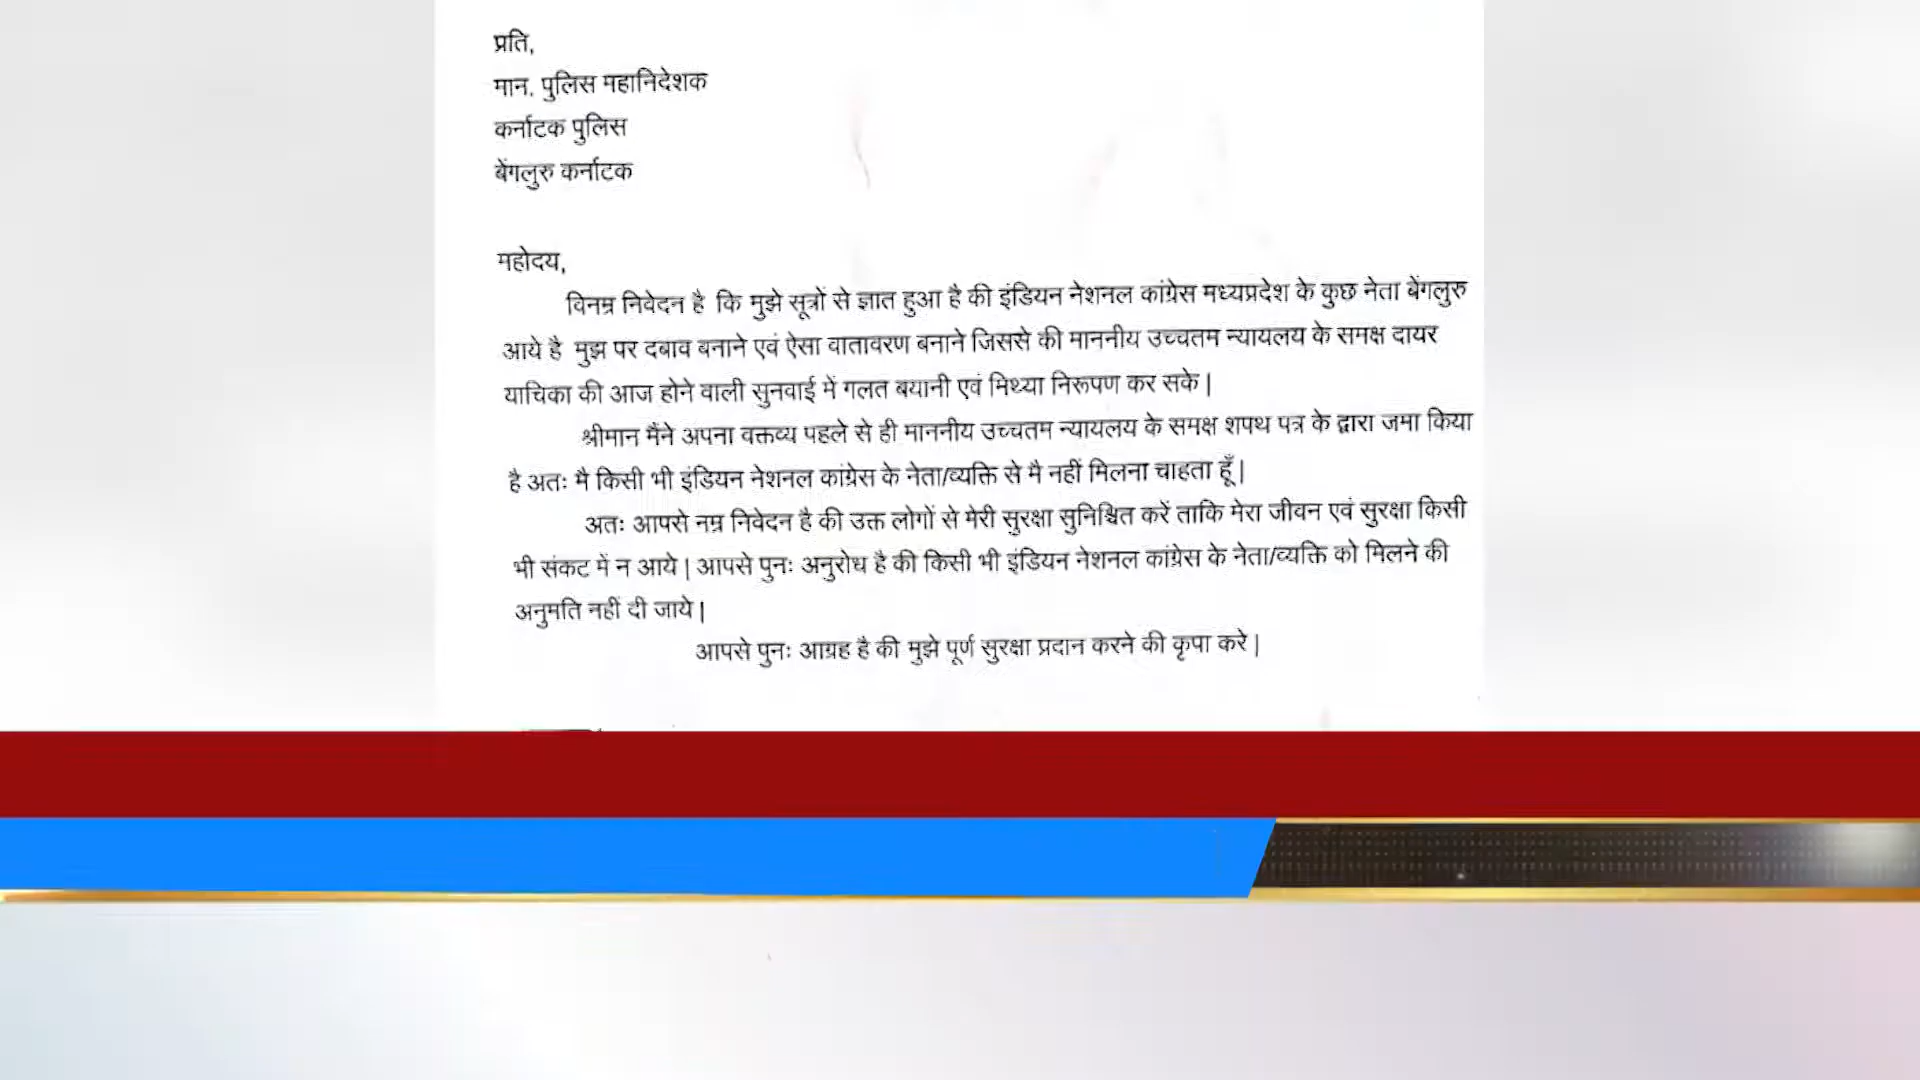 प्रति,
मान. पुलिस महानिदेशक
कर्नाटक पुलिस
बेंगलुरु कर्नाटक
महोदय,
विनम्र निवेदन है कि मुझे सूत्रों से ज्ञात हुआ है की इंडियन नेशनल कांग्रेस मध्यप्रदेश के कुछ नेता बेंगलुरु
आये है मुझ पर दबाव बनाने एवं ऐसा वातावरण बनाने जिससे की माननीय उच्चतम न्यायलय के समक्ष दायर
याचिका की आज होने वाली सुनवाई में गलत बयानी एवं मिथ्या निरूपण कर सके |
श्रीमान मैंने अपना वक्तव्य पहले से ही माननीय उच्चतम न्यायलय के समक्ष शपथ पत्र के द्वारा जमा किया
है अतः मै किसी भी इंडियन नेशनल कांग्रेस के नेता/व्यक्ति से मै नहीं मिलना चाहता हूँ |
अतः आपसे नम्र निवेदन है की उक्त लोगों से मेरी सुरक्षा सुनिश्चित करें ताकि मेरा जीवन एवं सुरक्षा किसी
भी संकट में न आये | आपसे पुनः अनुरोध है की किसी भी इंडियन नेशनल कांग्रेस के नेता/व्यक्ति को मिलने की
अनुमति नहीं दी जाये |
आपसे पुनः आग्रह है की मुझे पूर्ण सुरक्षा प्रदान करने की कृपा करे |